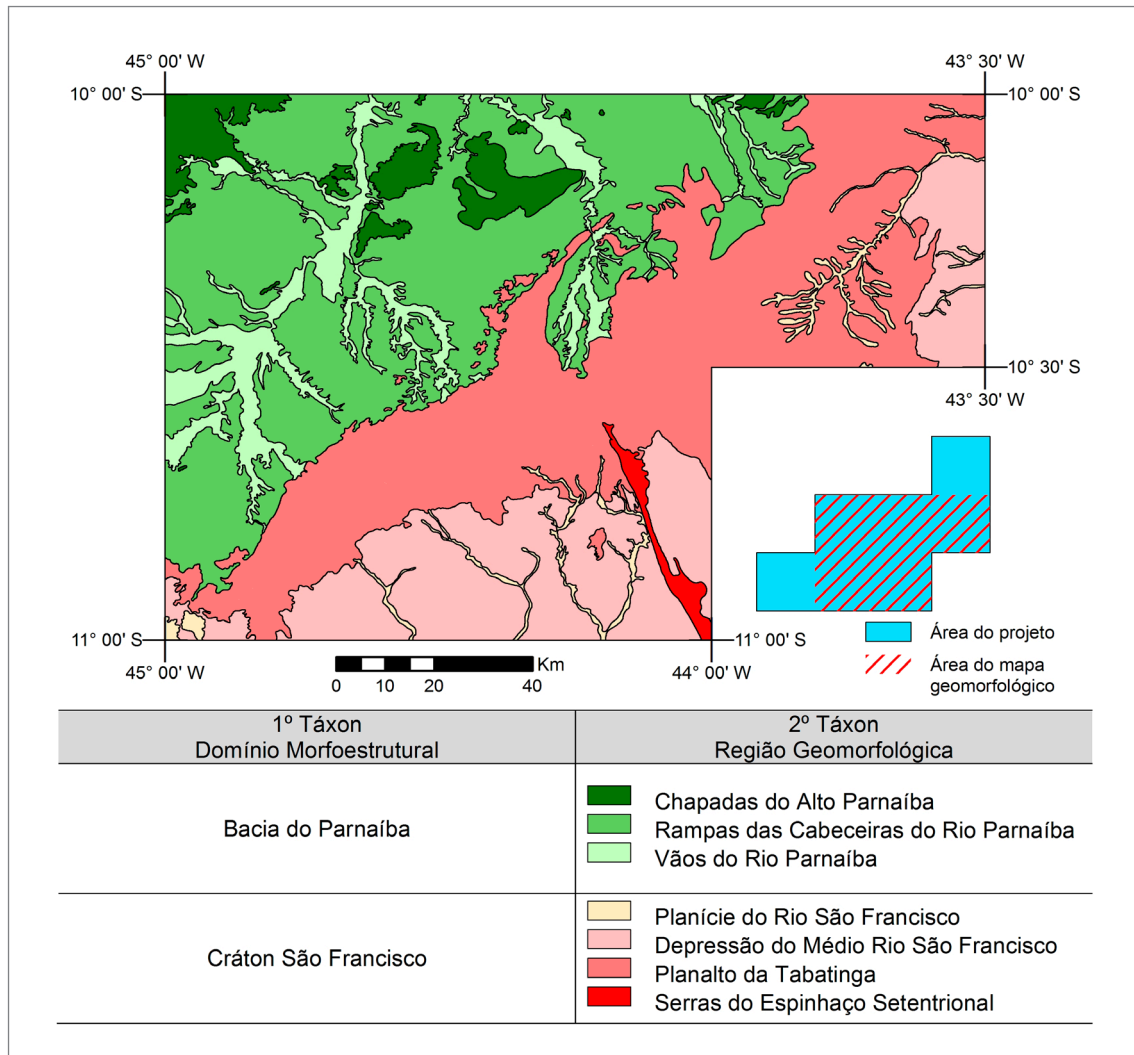 45° 00' W
43° 30' W
10° 00' S
10° 00' S
10° 30' S
43° 30' W
11° 00' S
11° 00' S
45° 00' W
44° 00' W
Km
0 10 20 40
Área do projeto
Área do mapa
geomorfológico
1º Táxon
Domínio Morfoestrutural
2º Táxon
Região Geomorfológica
Bacia do Parnaíba
Chapadas do Alto Parnaíba
Rampas das Cabeceiras do Rio Parnaíba
Vãos do Rio Parnaíba
Cráton São Francisco
Planície do Rio São Francisco
Depressão do Médio Rio São Francisco
Planalto da Tabatinga
Serras do Espinhaço Setentrional